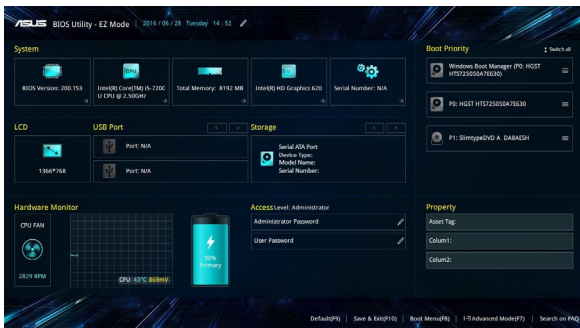 ASUS BIOS Utility - EZ Mode 2016/06/28 Tuesday 14:52
System
BIOS Version: 200.153
Intel(R) Core(TM) i5-7200
U CPU @ 2.50GHz
Total Memory: 8192 MB
Intel(R) HD Graphics 620
Serial Number: N/A
LCD
1366*768
USB Port
Port: N/A
Port: N/A
Storage
Serial ATA Port
Device Type:
Model Name:
Serial Number:
Hardware Monitor
CPU FAN
2829 RPM
CPU 43°C 869mV
90%
Primary
Access Level: Administrator
Administrator Password
User Password
Boot Priority
Switch all
Windows Boot Manager (P0: HGST
HTS725050A7E630)
P0: HGST HTS725050A7E630
P1: SlimtypeDVD A DA8AESH
Property
Asset Tag:
Colum1:
Colum2:
Default(F9) | Save & Exit(F10) | Boot Menu(F8) | Advanced Mode(F7) | Search on FAQ